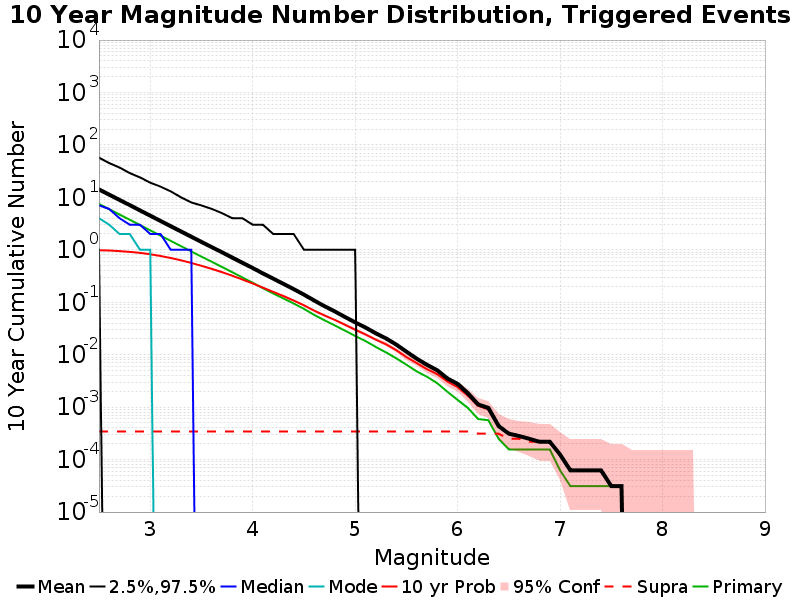 10 Year Magnitude Number Distribution, Triggered Events
10 Year Cumulative Number
10^4
10^3
10^2
10^1
10^0
10^-1
10^-2
10^-3
10^-4
10^-5
3 4 5 6 7 8 9
Magnitude
Mean 2.5%,97.5% Median Mode 10 yr Prob 95% Conf Supra Primary